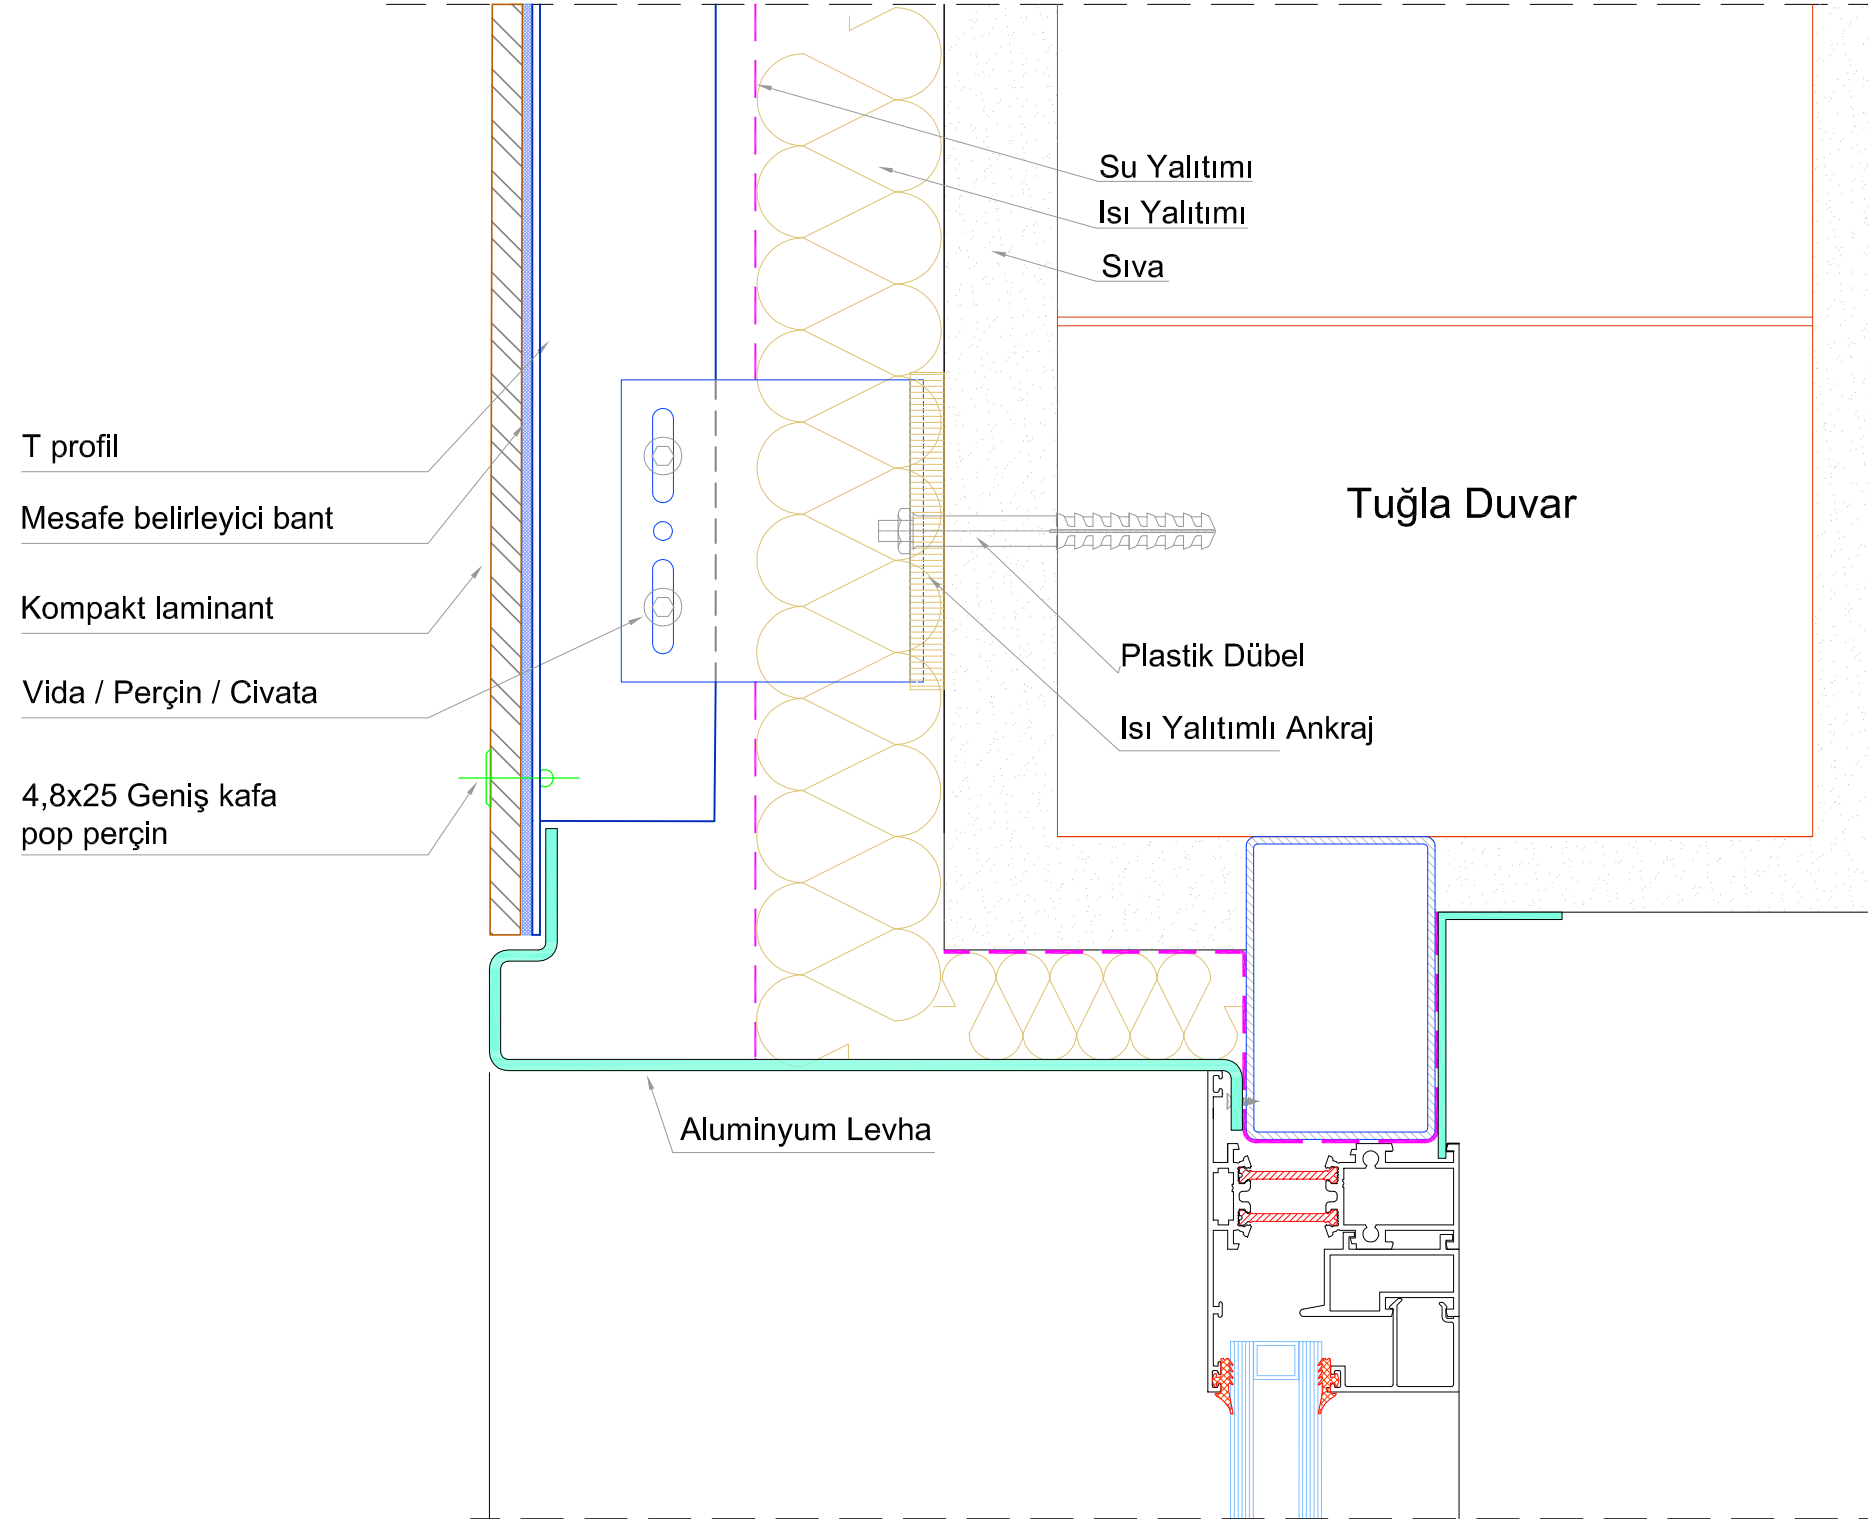 Su Yalıtımı
Isı Yalıtımı
Sıva
T profil
Mesafe belirleyici bant
Tuğla Duvar
Kompakt laminant
Plastik Dübel
Vida / Perçin / Civata
Isı Yalıtımlı Ankraj
4,8x25 Geniş kafa
pop perçin
Aluminyum Levha